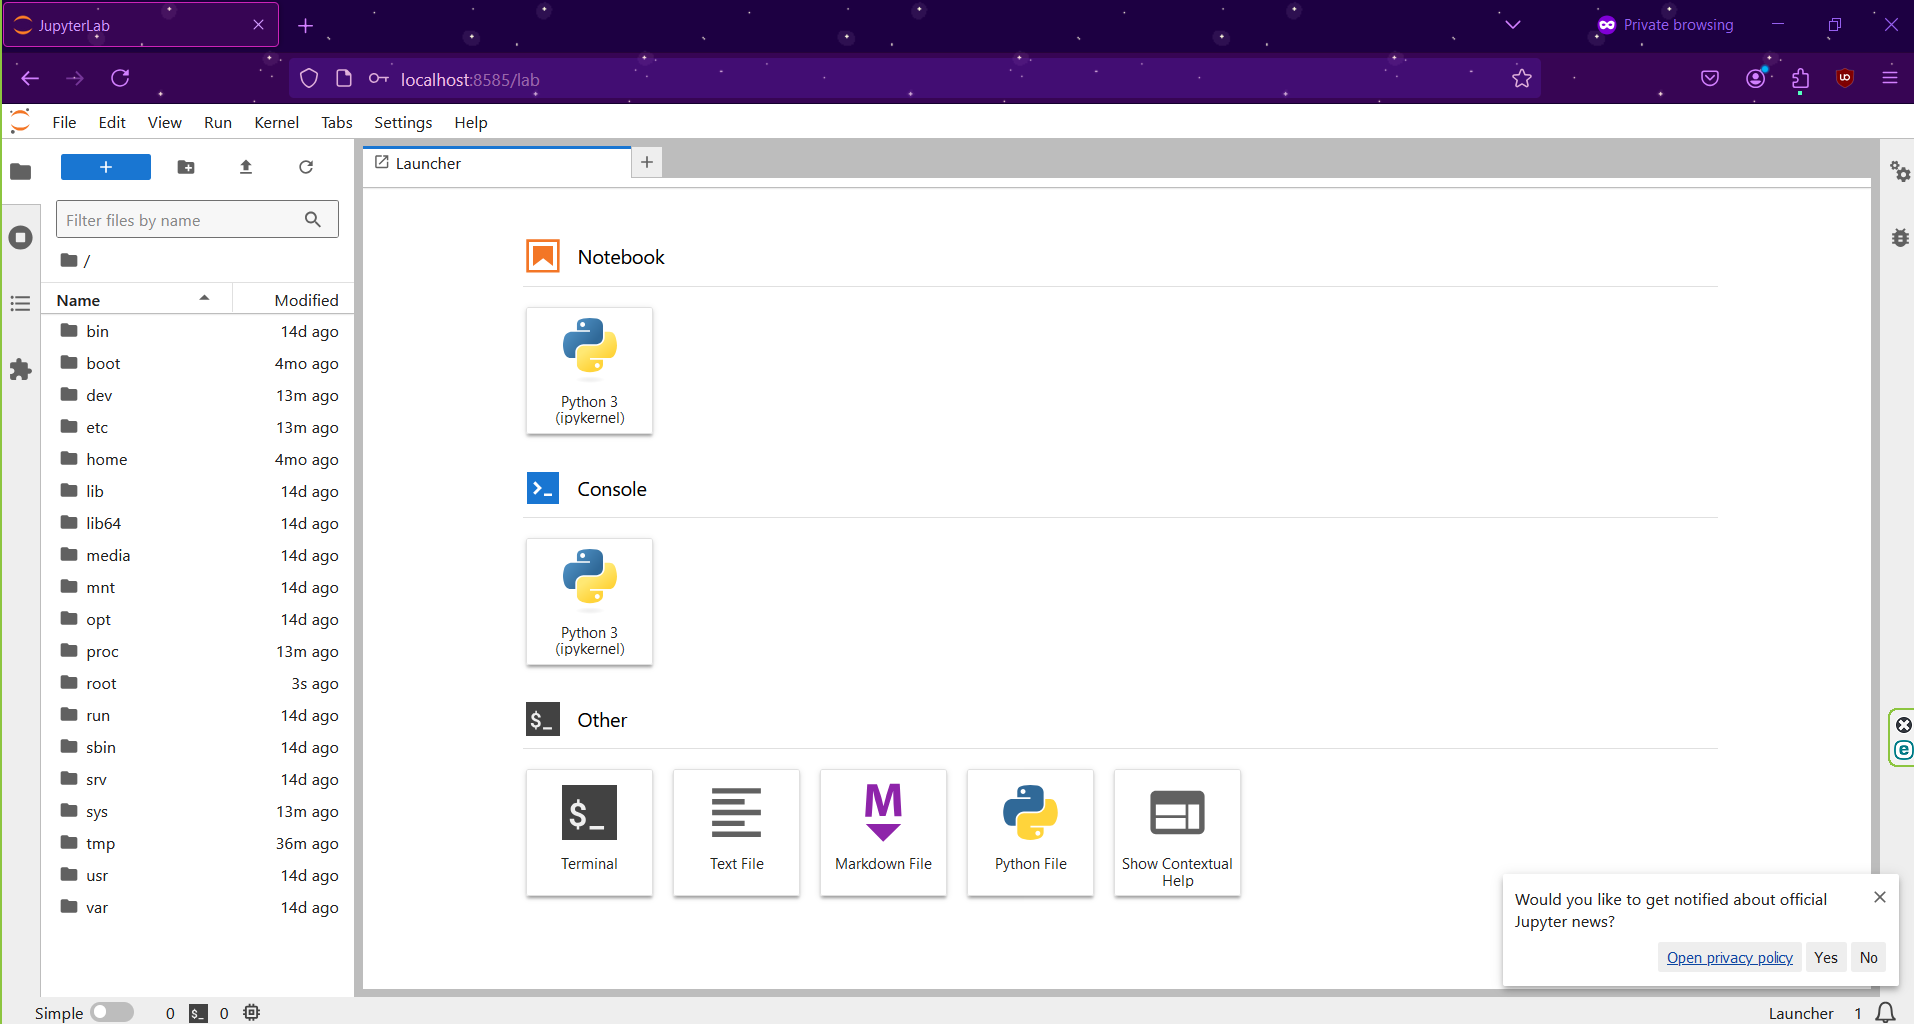 JupyterLab
Private browsing
localhost:8585/lab
File Edit View Run Kernel Tabs Settings Help
Launcher
Filter files by name
/
Name Modified
bin 14d ago
boot 4mo ago
dev 13m ago
etc 13m ago
home 4mo ago
lib 14d ago
lib64 14d ago
media 14d ago
mnt 14d ago
opt 14d ago
proc 13m ago
root 3s ago
run 14d ago
sbin 14d ago
srv 14d ago
sys 13m ago
tmp 36m ago
usr 14d ago
var 14d ago
Notebook
Python 3
(ipykernel)
Console
Python 3
(ipykernel)
$_ Other
$_
Terminal
Text File
M
Markdown File
Python File
Show Contextual
Help
Would you like to get notified about official
Jupyter news?
Open privacy policy Yes No
Simple 0 $_ 0
Launcher 1